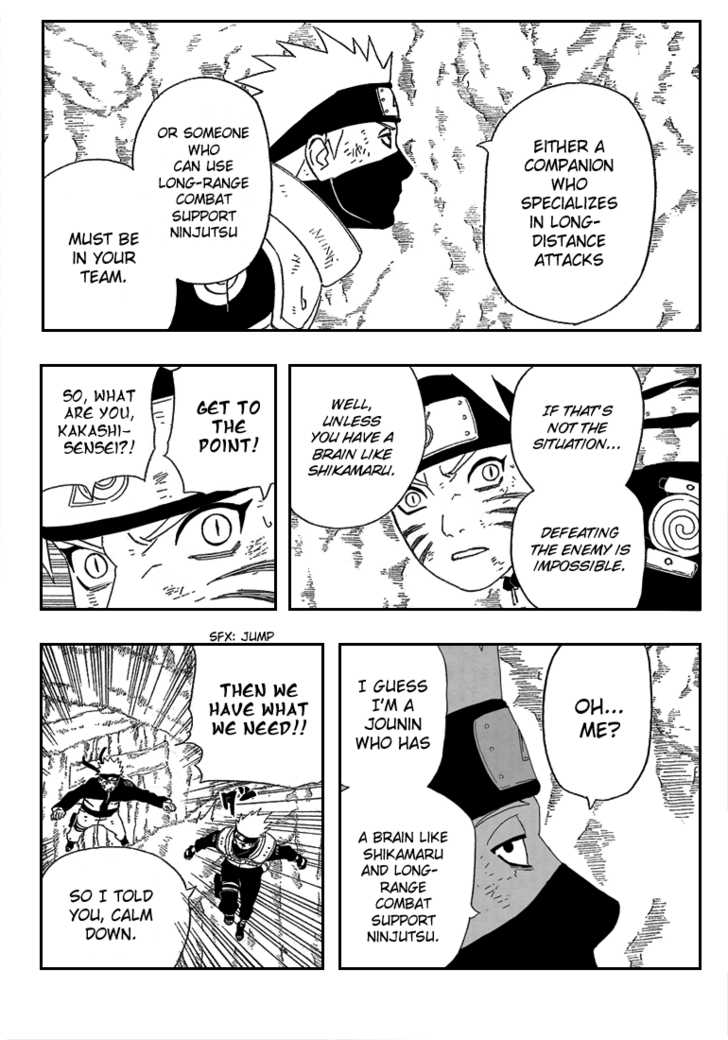 EITHER A
COMPANION
WHO
SPECIALIZES
IN LONG-
DISTANCE
ATTACKS
OR SOMEONE
WHO
CAN USE
LONG-RANGE
COMBAT
SUPPORT
NINJUTSU
MUST BE
IN YOUR
TEAM.
IF THAT'S
NOT THE
SITUATION...
DEFEATING
THE ENEMY IS
IMPOSSIBLE.
WELL,
UNLESS
YOU HAVE A
BRAIN LIKE
SHIKAMARU.
GET TO
THE
POINT!
SO, WHAT
ARE YOU,
KAKASHI-
SENSEI?!
OH...
ME?
I GUESS
I'M A
JOUNIN
WHO HAS
A BRAIN LIKE
SHIKAMARU
AND LONG-
RANGE
COMBAT
SUPPORT
NINJUTSU.
SFX: JUMP
THEN WE
HAVE WHAT
WE NEED!!
SO I TOLD
YOU, CALM
DOWN.